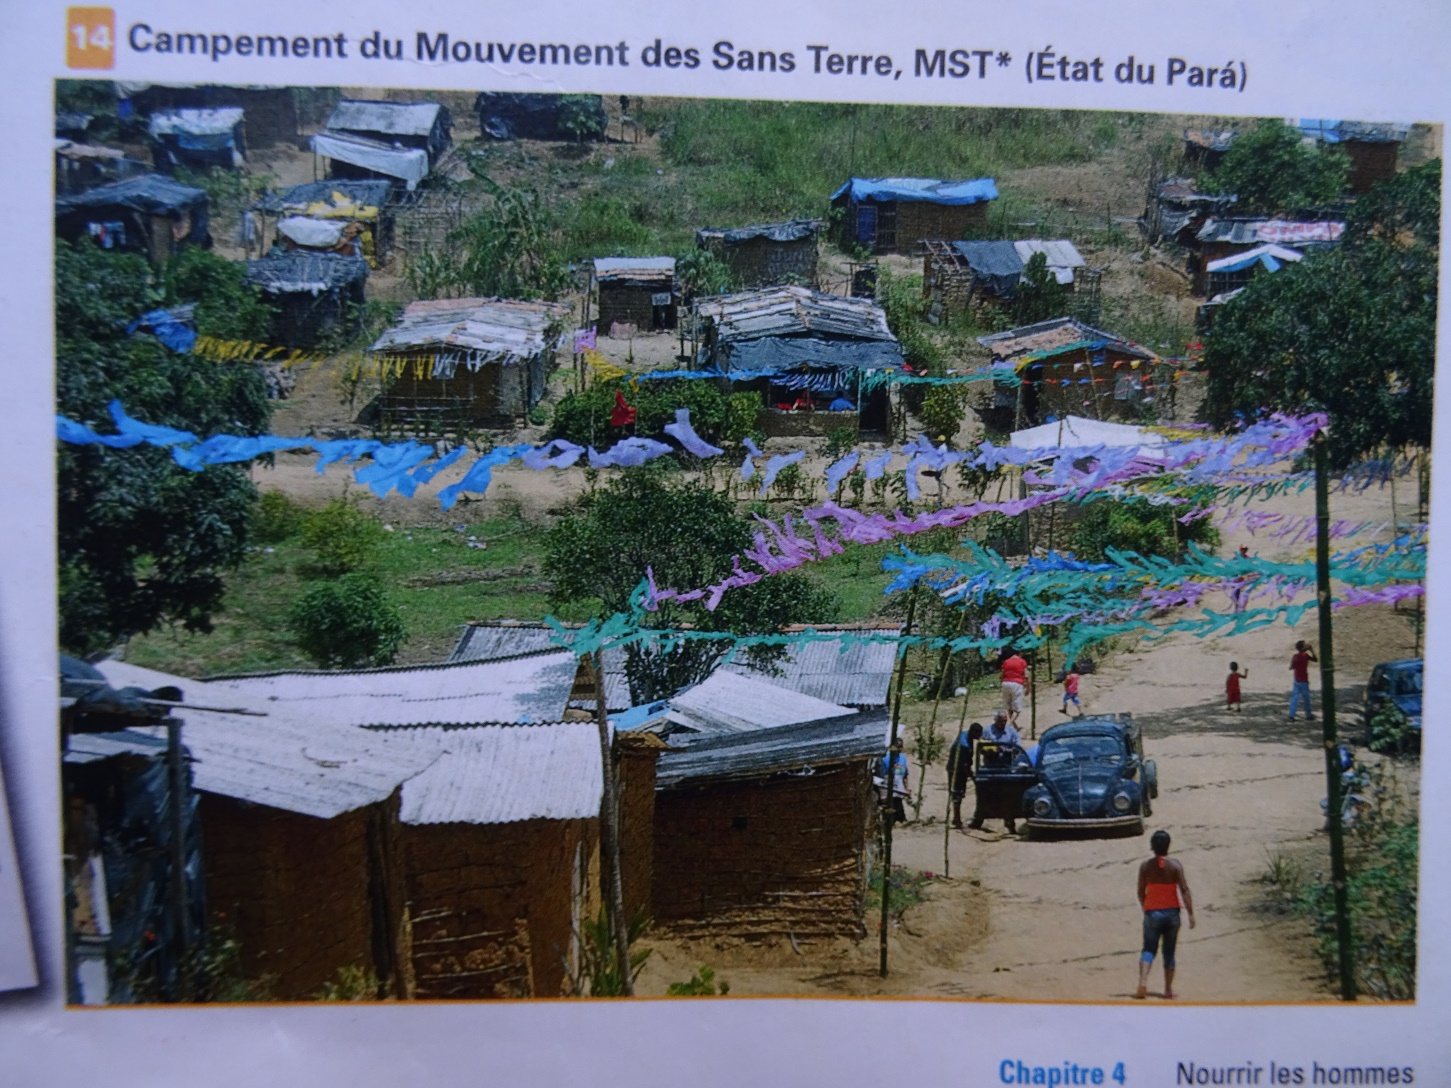 14 Campement du Mouvement des Sans Terre, MST* (État du Pará)
Chapitre 4 Nourrir les hommes